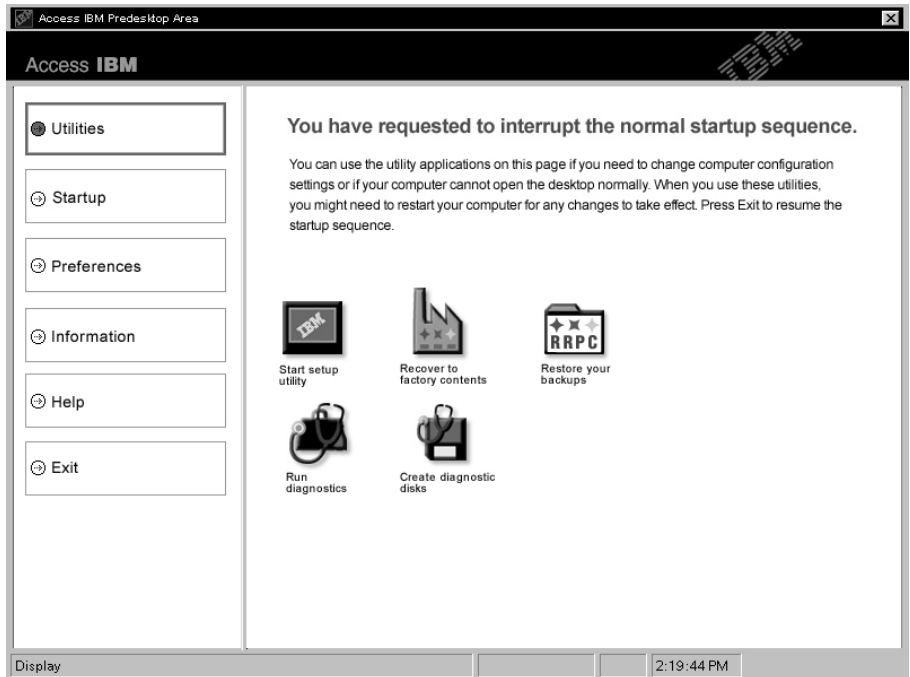 Access IBM Predesktop Area
Access IBM
IBM
Utilities
Startup
Preferences
Information
Help
Exit
You have requested to interrupt the normal startup sequence.
You can use the utility applications on this page if you need to change computer configuration
settings or if your computer cannot open the desktop normally. When you use these utilities,
you might need to restart your computer for any changes to take effect. Press Exit to resume the
startup sequence.
IBM
Start setup
utility
Recover to
factory contents
RRPC
Restore your
backups
Run
diagnostics
Create diagnostic
disks
Display
2:19:44 PM